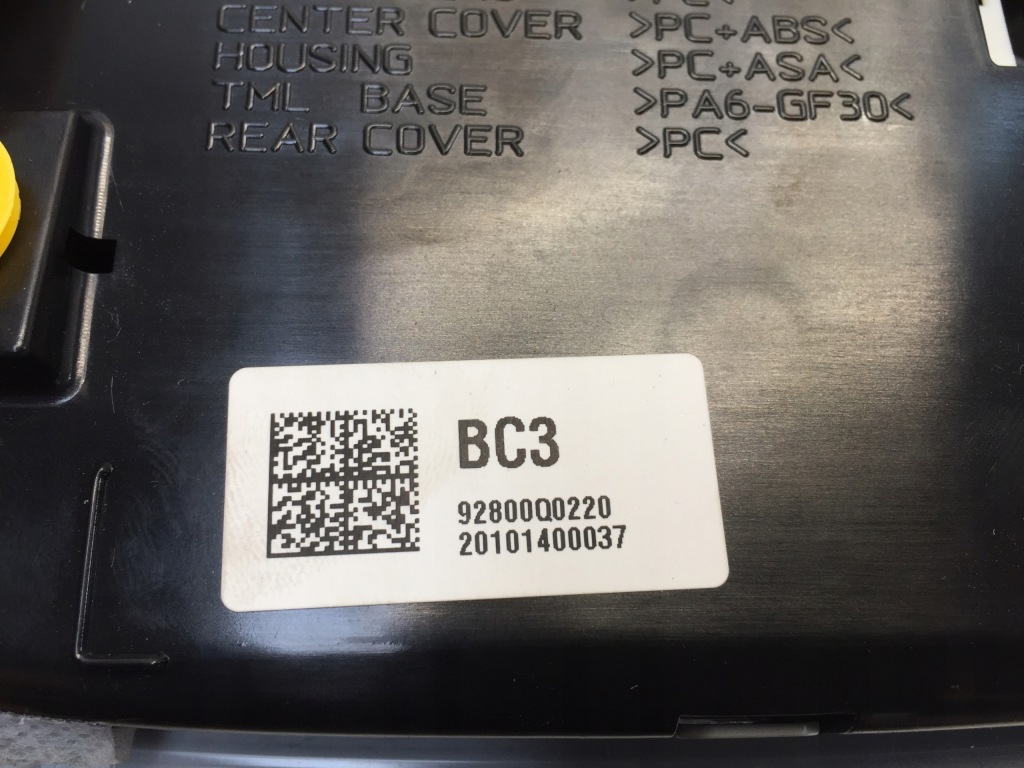 CENTER COVER >PC+ABS<
HOUSING >PC+ASA<
TML BASE >PA6-GF30<
REAR COVER >PC<
BC3
92800Q0220
20101400037